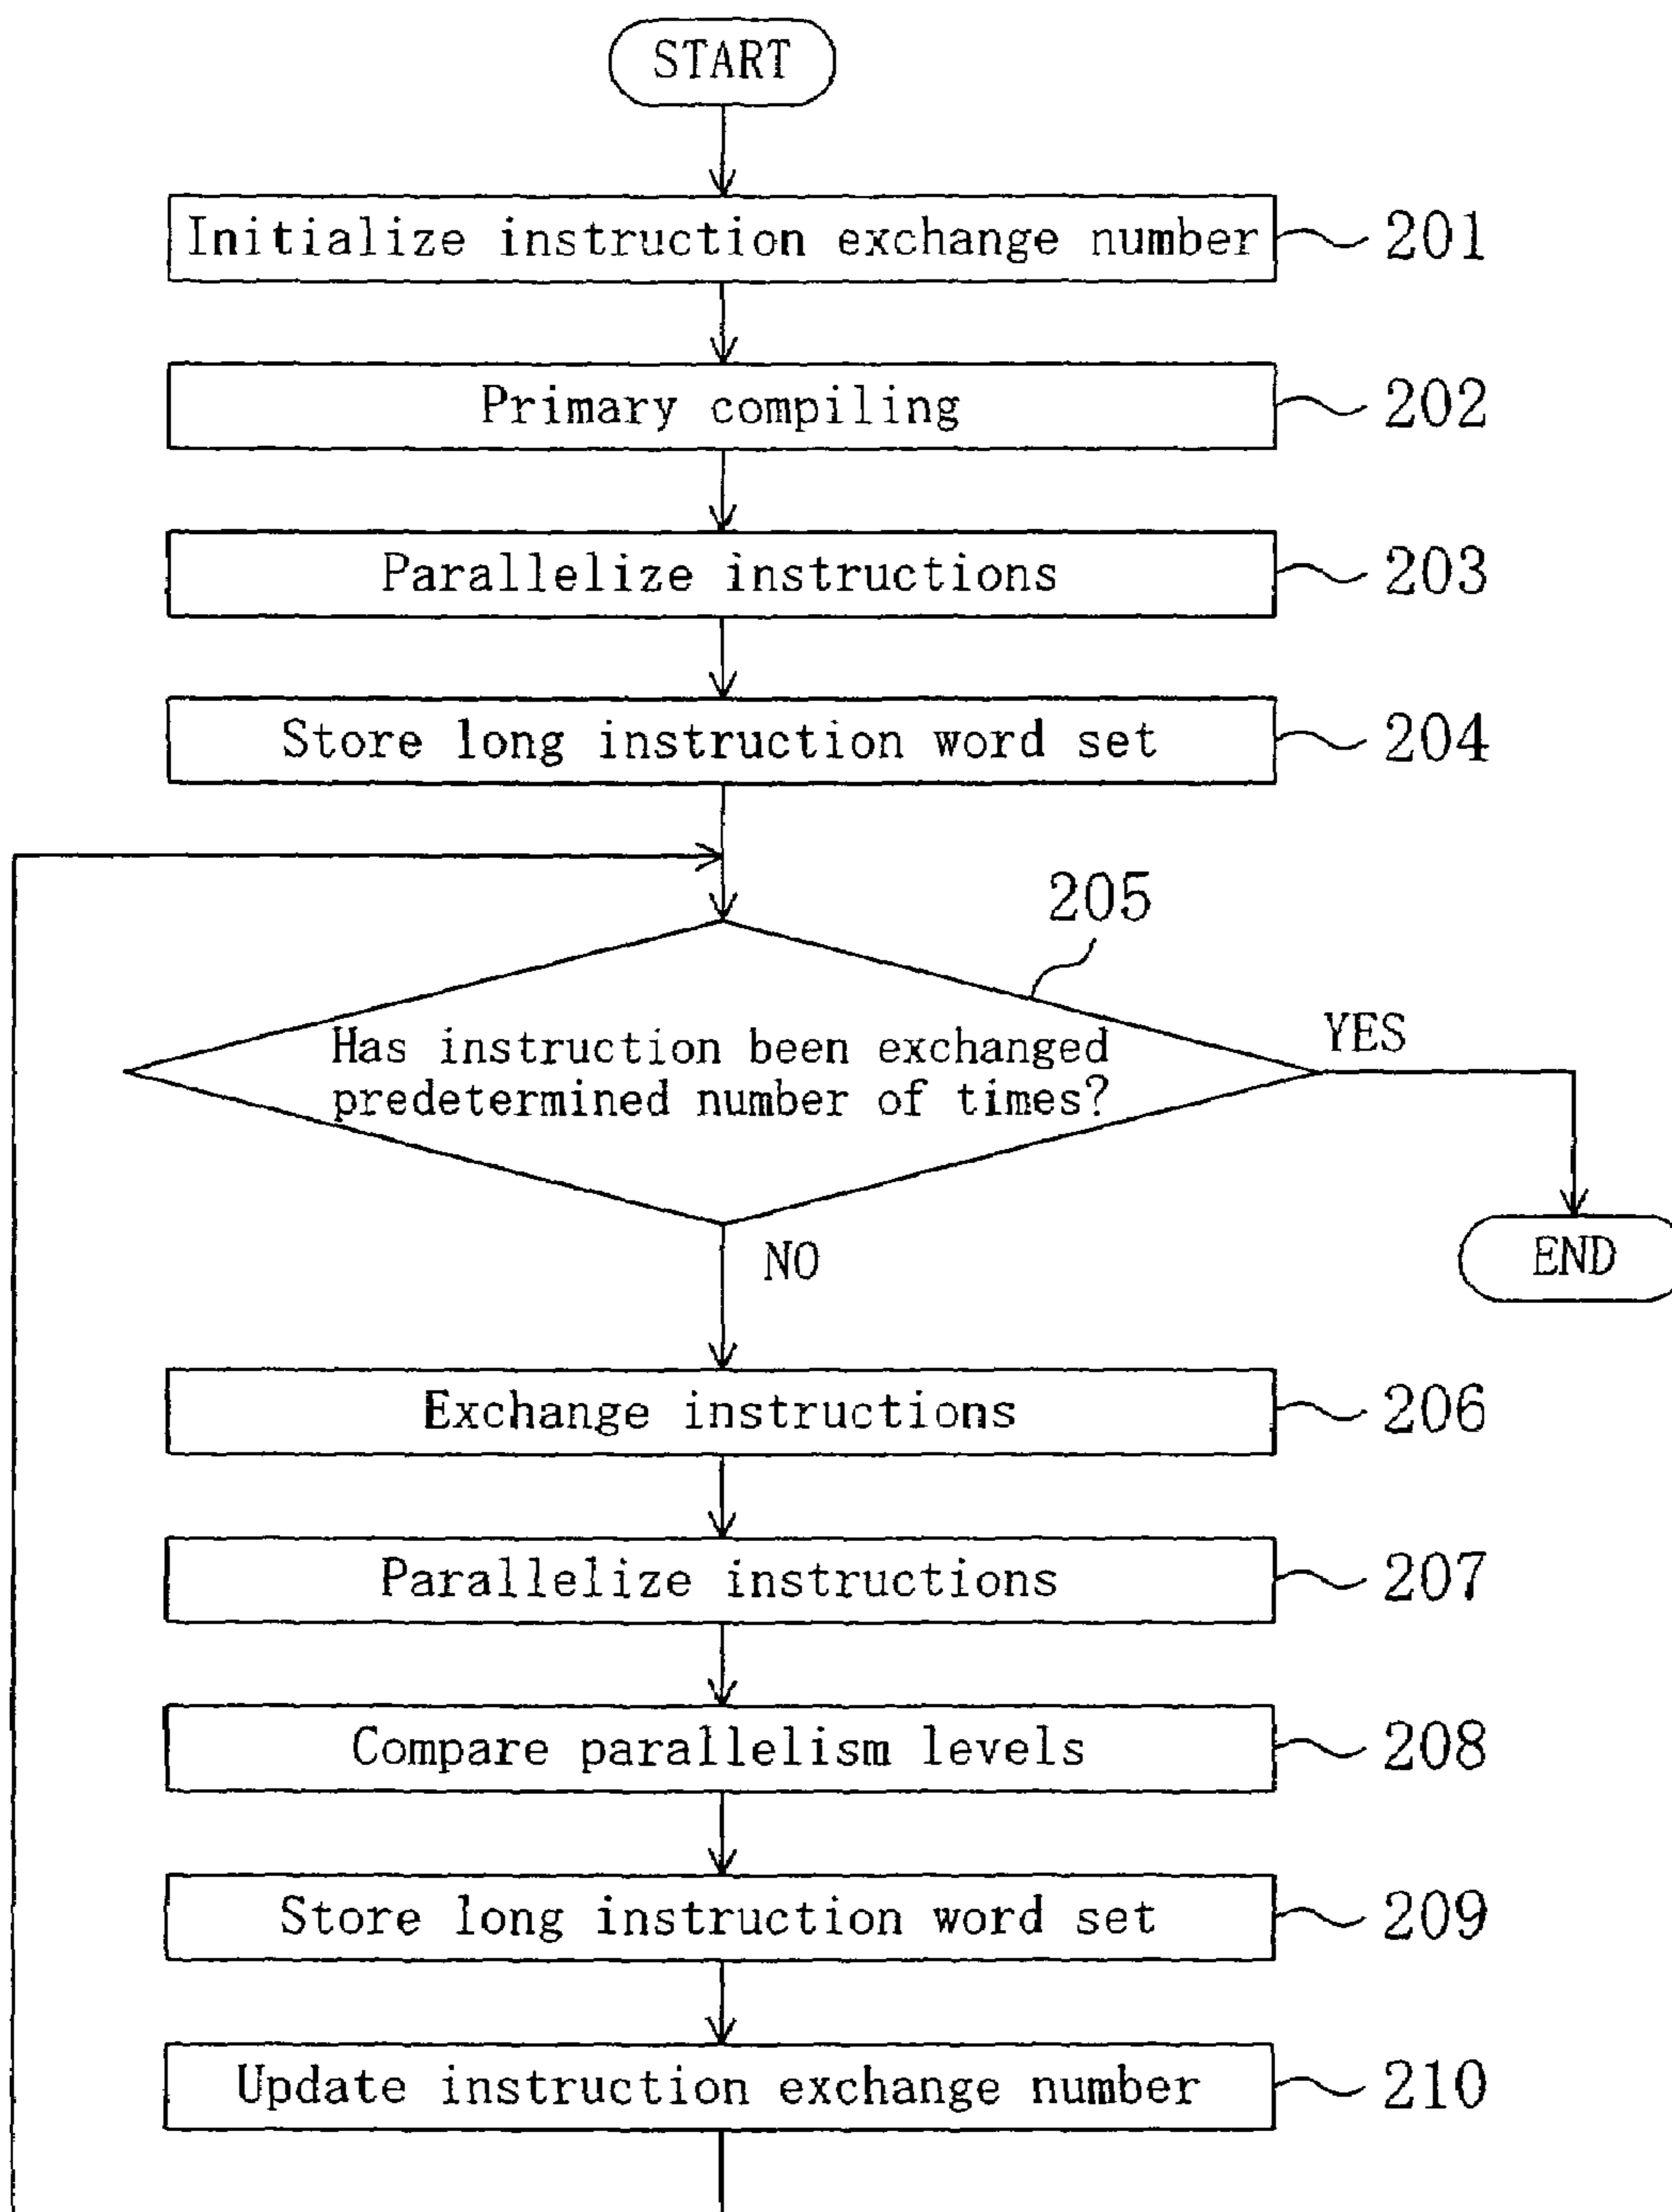 START
Initialize instruction exchange number
201
Primary compiling
202
Parallelize instructions
203
Store long instruction word set
204
205
Has instruction been exchanged
predetermined number of times?
YES
END
NO
Exchange instructions
206
Parallelize instructions
207
Compare parallelism levels
208
Store long instruction word set
209
Update instruction exchange number
210